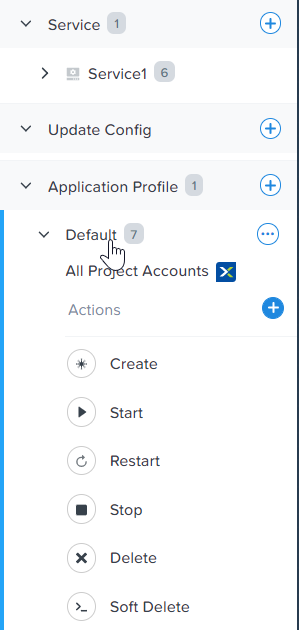 Service 1
Service1 6
Update Config
Application Profile 1
Default 7
All Project Accounts
Actions
Create
Start
Restart
Stop
Delete
Soft Delete